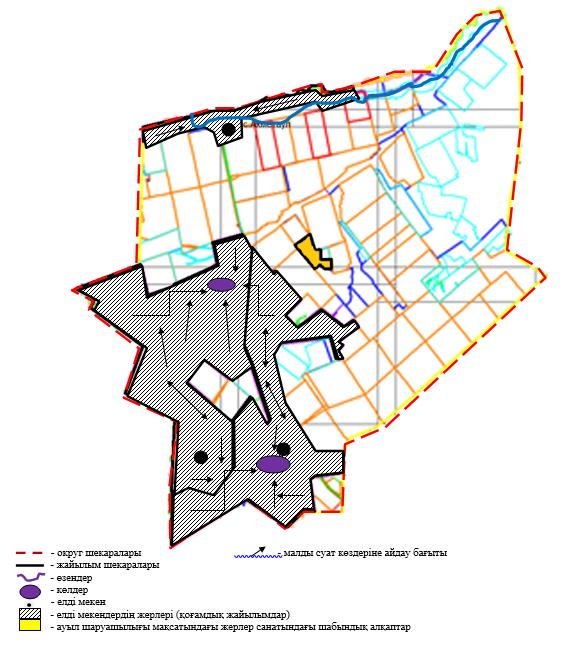 - округ шекаралары
- малды суат көздеріне айдау бағыты
- жайылым шекаралары
- өзендер
- көлдер
- елді мекен
- елді мекендердің жерлері (қоғамдық жайылымдар)
- ауыл шаруашылығы мақсатындағы жерлер санатындағы шабындық алқаптар